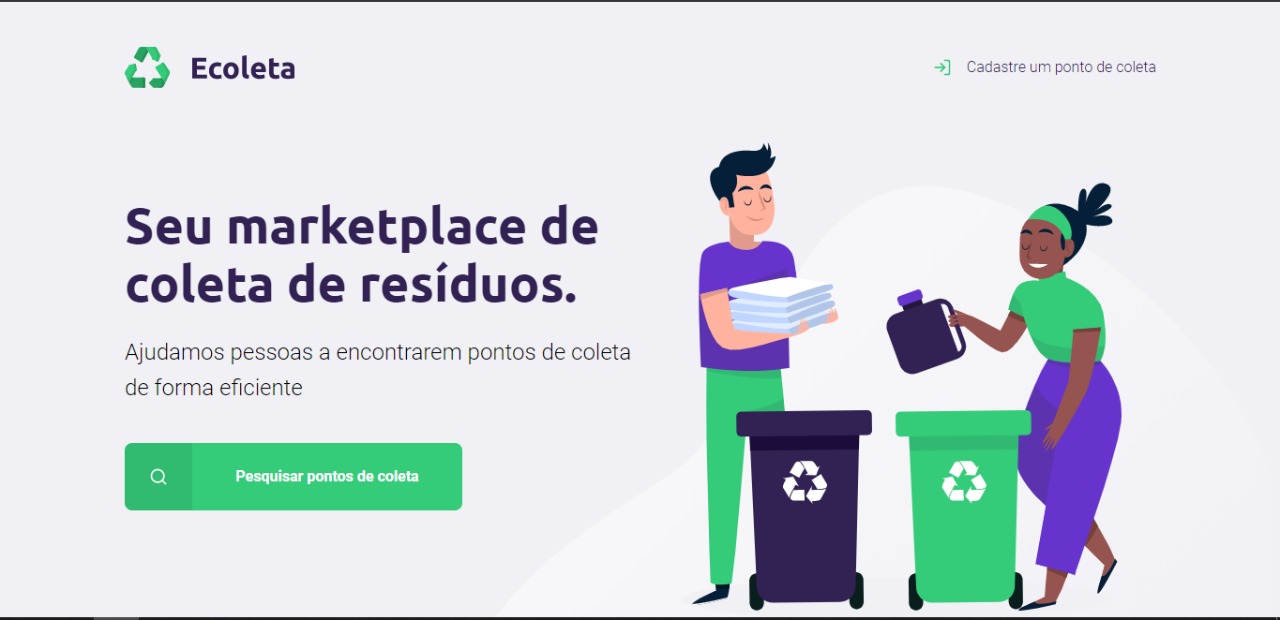 Ecoleta
Cadastre um ponto de coleta
Seu marketplace de
coleta de resíduos.
Ajudamos pessoas a encontrarem pontos de coleta
de forma eficiente
Pesquisar pontos de coleta